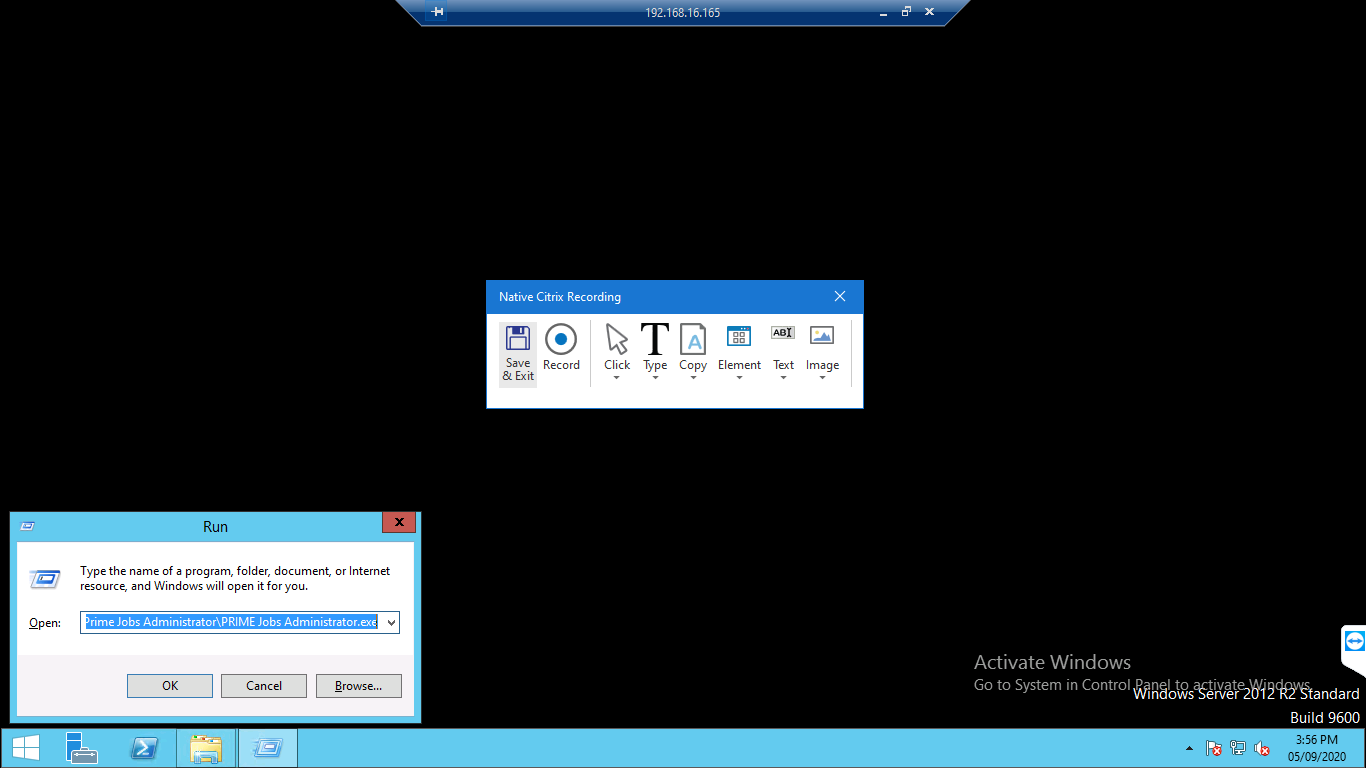 192.168.16.165
Native Citrix Recording
Save
& Exit
Record
Click
Type
Copy
Element
Text
Image
T
A
ABI
Run
Type the name of a program, folder, document, or Internet
resource, and Windows will open it for you.
Open:
Prime Jobs Administrator\PRIME Jobs Administrator.exe
OK
Cancel
Browse...
Activate Windows
Go to System in Control Panel to activate Windows.
Windows Server 2012 R2 Standard
Build 9600
3:56 PM
05/09/2020